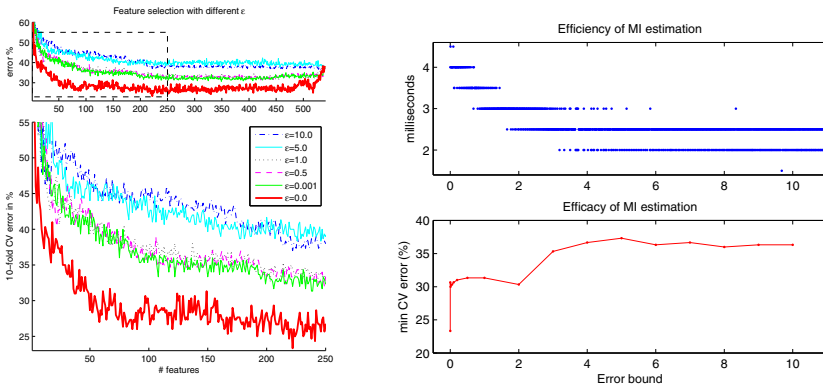 Feature selection with different ε
error %
60
50
40
30
50 100 150 200 250 300 350 400 450 500
10−fold CV error in %
55
50
45
40
35
30
25
ε=10.0
ε=5.0
ε=1.0
ε=0.5
ε=0.001
ε=0.0
50 100 150 200 250
# features
Efficiency of MI estimation
milliseconds
4
3
2
0 2 4 6 8 10
Efficacy of MI estimation
min CV error (%)
40
35
30
25
20
0 2 4 6 8 10
Error bound